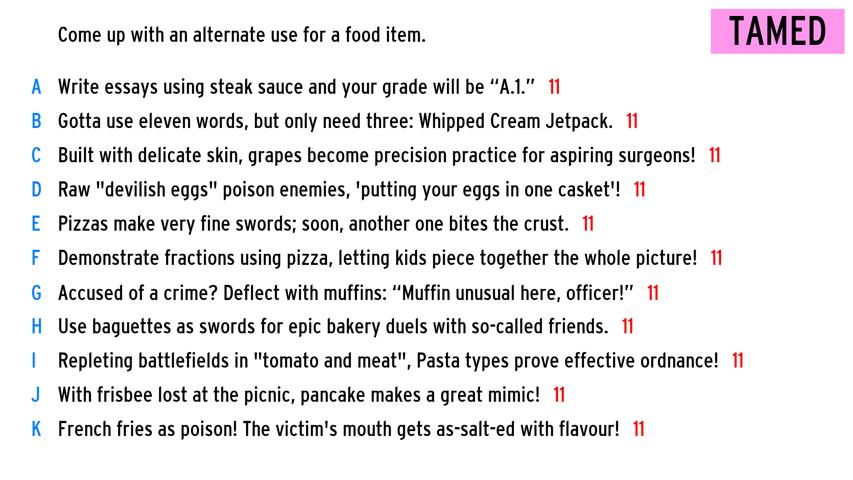 Come up with an alternate use for a food item.
TAMED
A Write essays using steak sauce and your grade will be “A.1.” 11
B Gotta use eleven words, but only need three: Whipped Cream Jetpack. 11
C Built with delicate skin, grapes become precision practice for aspiring surgeons! 11
D Raw "devilish eggs" poison enemies, 'putting your eggs in one casket'! 11
E Pizzas make very fine swords; soon, another one bites the crust. 11
F Demonstrate fractions using pizza, letting kids piece together the whole picture! 11
G Accused of a crime? Deflect with muffins: “Muffin unusual here, officer!” 11
H Use baguettes as swords for epic bakery duels with so-called friends. 11
I Repleting battlefields in "tomato and meat", Pasta types prove effective ordnance! 11
J With frisbee lost at the picnic, pancake makes a great mimic! 11
K French fries as poison! The victim's mouth gets as-salt-ed with flavour! 11